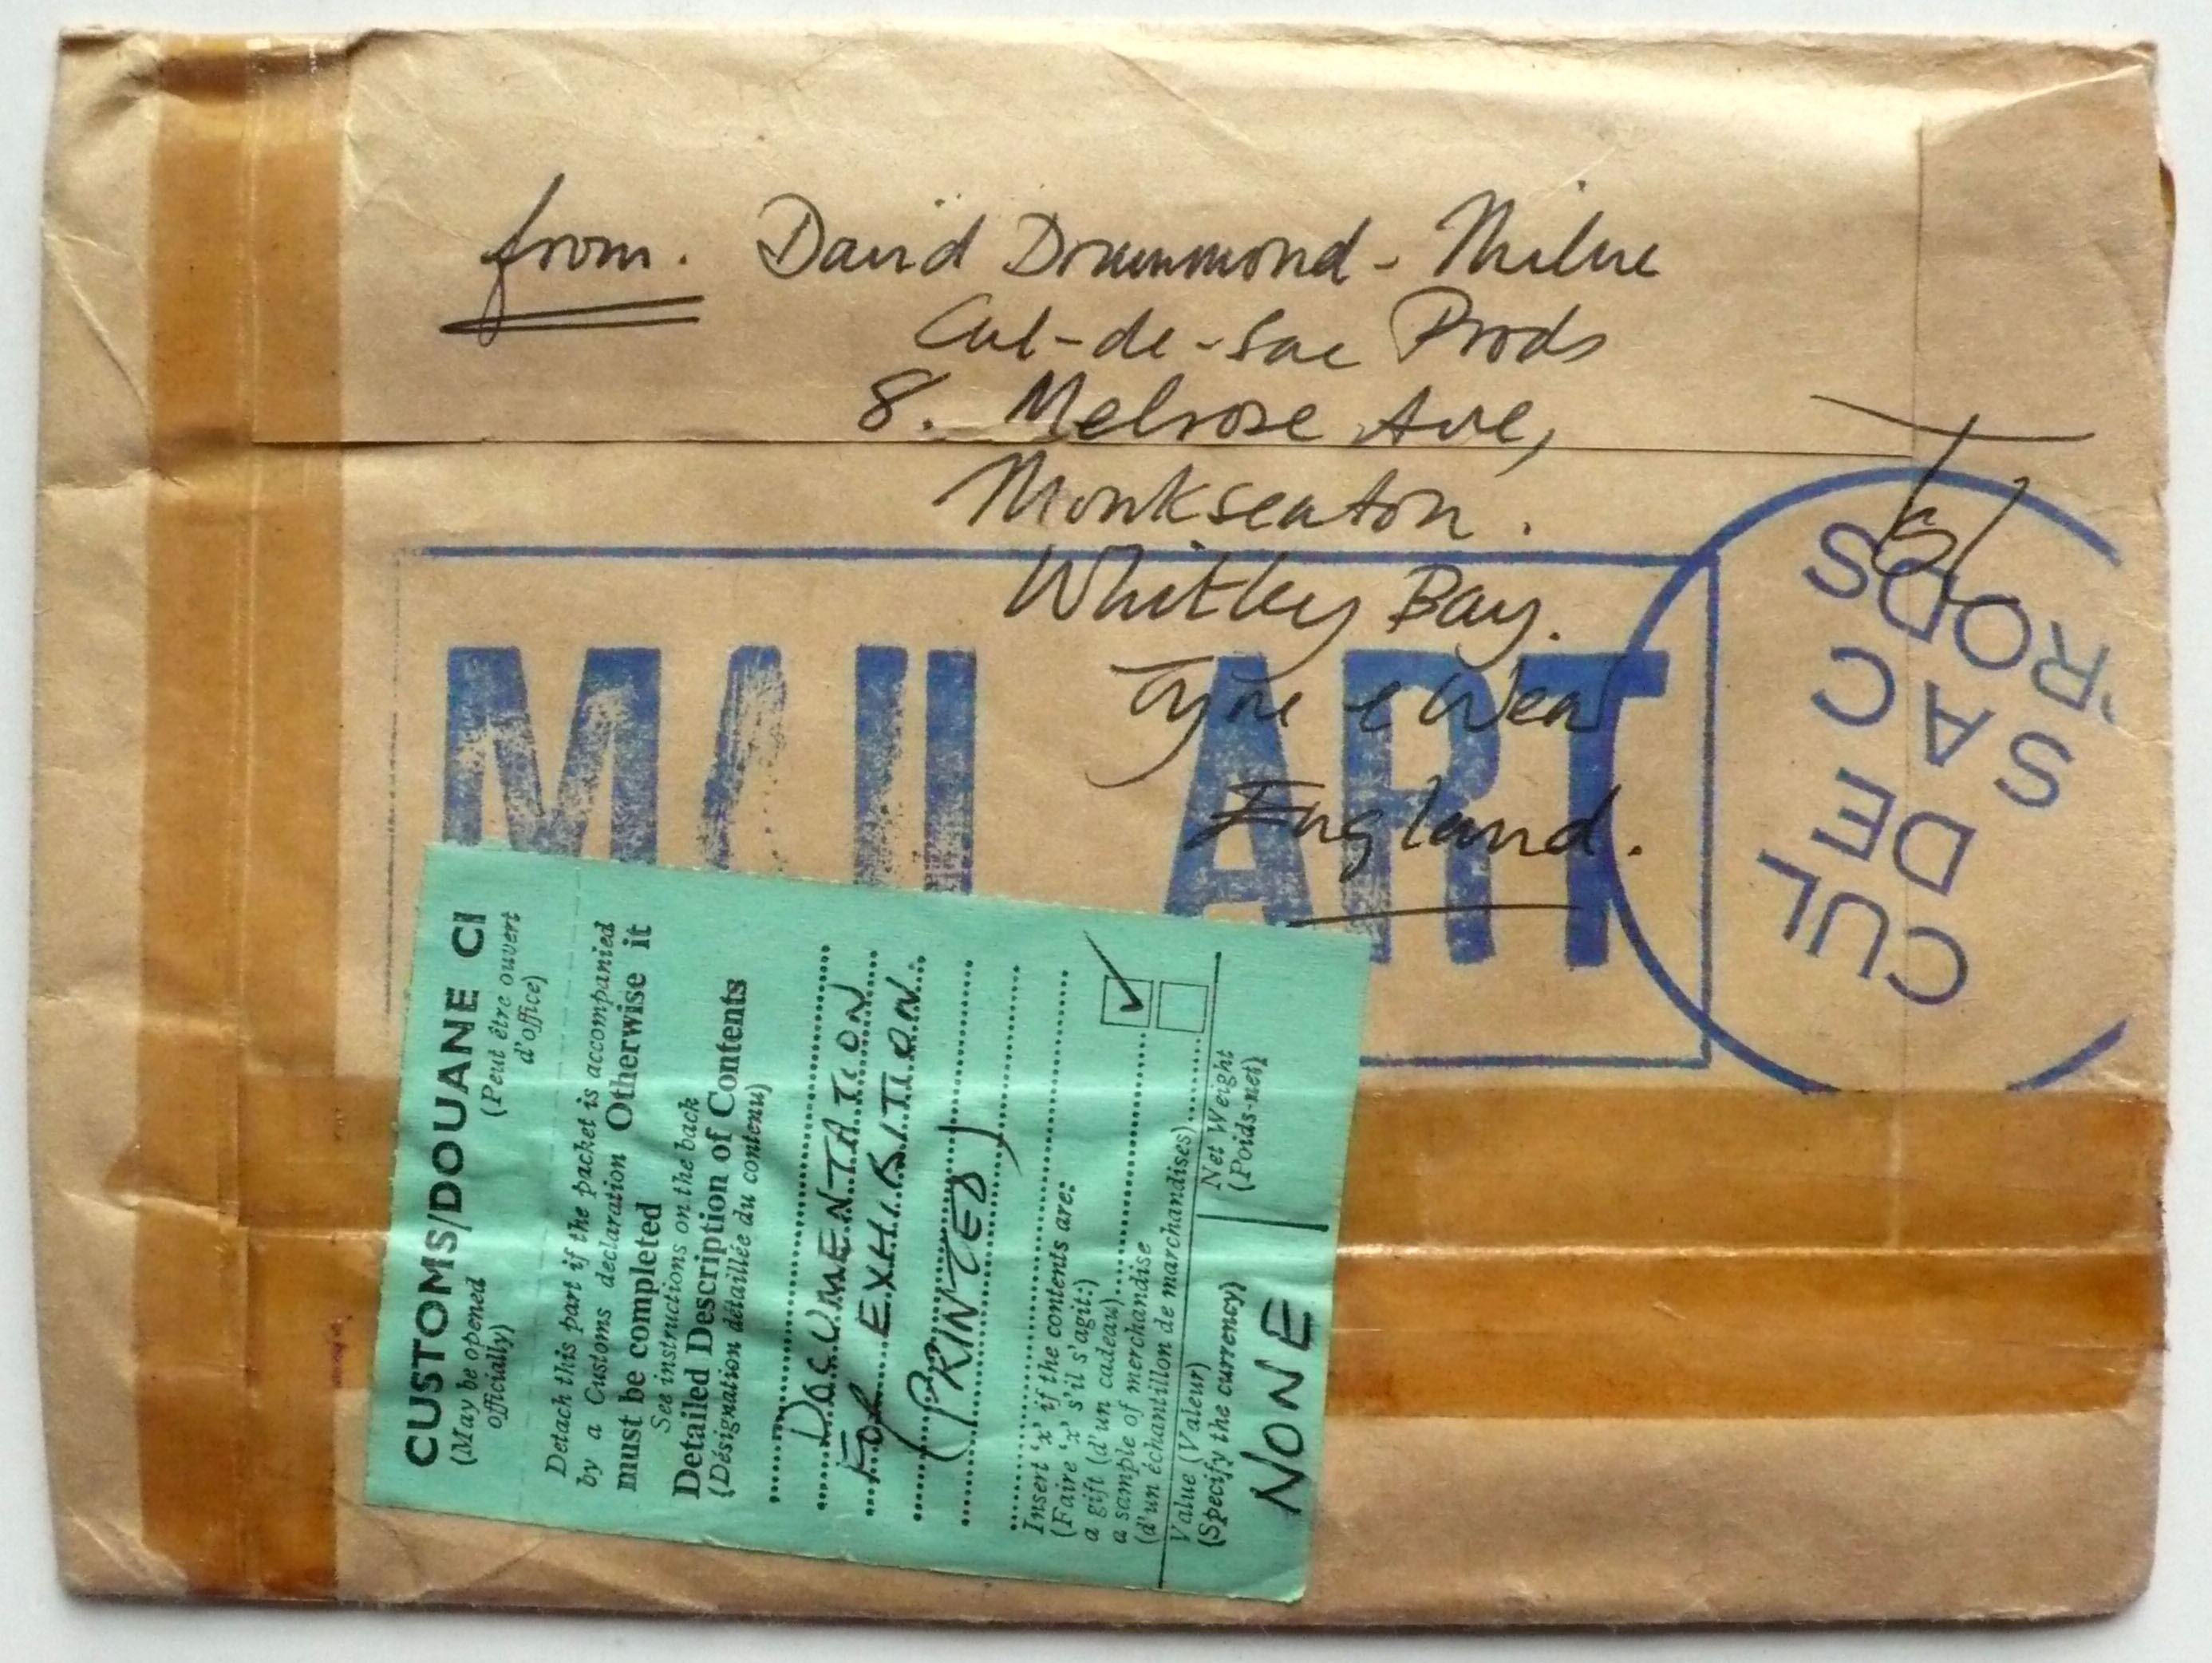 from. David Drummond-Milne
Cul-de-Sac Prods
8. Melrose Ave,
Monkseaton.
Whitley Bay.
Tyne & Wear
England.
MAIL ART
CUL
DE
SAC
PRODS
CUSTOMS/DOUANE CI
(May be opened officially)
(Peut être ouvert d'office)
Detach this part if the packet is accompanied
by a Customs declaration Otherwise it
must be completed
See instructions on the back
Detailed Description of Contents
(Désignation détaillée du contenu)
DOCUMENTATION
EXHIBITION.
(PRINTED)
Insert 'x' if the contents are:
(Faire 'x' s'il s'agit:)
a gift (d'un cadeau)
a sample of merchandise
(d'un échantillon de marchandises)
Value (Valeur)
(Specify the currency)
Net Weight
(Poids-net)
NONE